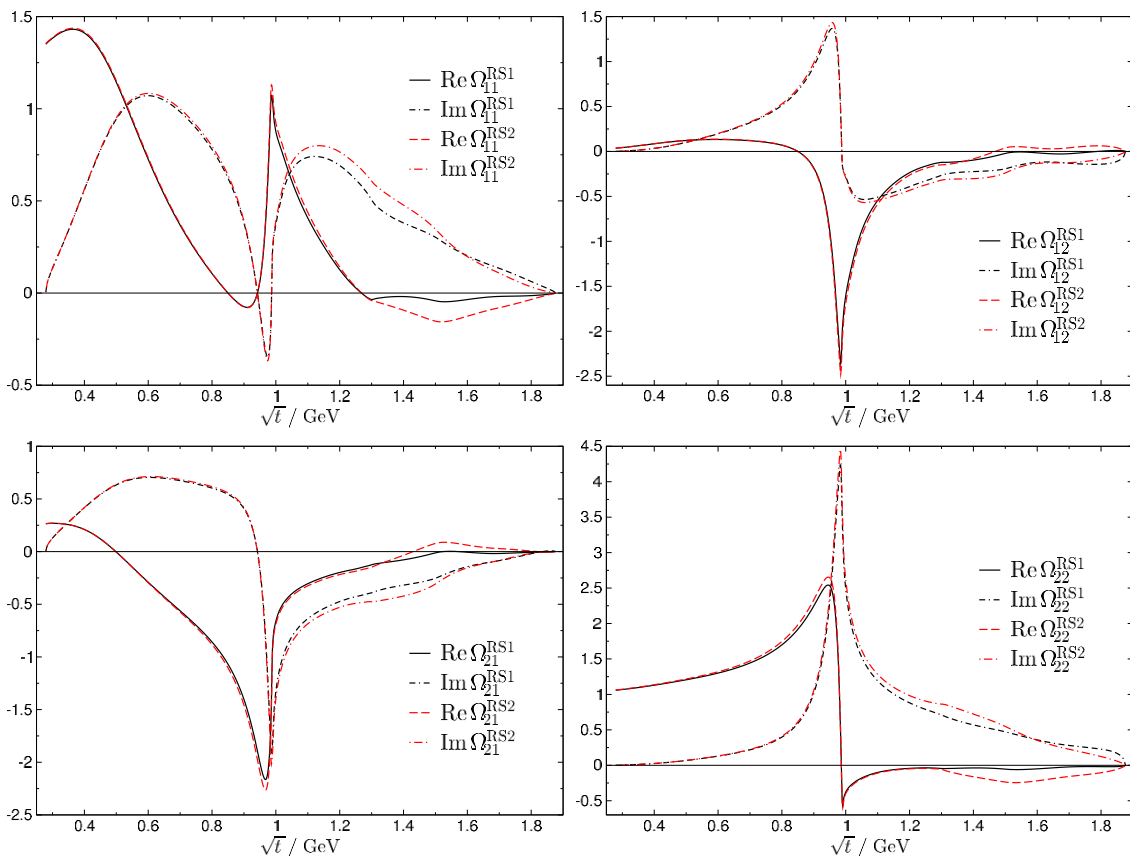 1.5
1
0.5
0
-0.5
0.4 0.6 0.8 1 1.2 1.4 1.6 1.8
√t / GeV
Re Ω₁₁^RS1
Im Ω₁₁^RS1
Re Ω₁₁^RS2
Im Ω₁₁^RS2
1.5
1
0.5
0
-0.5
-1
-1.5
-2
-2.5
0.4 0.6 0.8 1 1.2 1.4 1.6 1.8
√t / GeV
Re Ω₁₂^RS1
Im Ω₁₂^RS1
Re Ω₁₂^RS2
Im Ω₁₂^RS2
1
0.5
0
-0.5
-1
-1.5
-2
-2.5
0.4 0.6 0.8 1 1.2 1.4 1.6 1.8
√t / GeV
Re Ω₂₁^RS1
Im Ω₂₁^RS1
Re Ω₂₁^RS2
Im Ω₂₁^RS2
4.5
4
3.5
3
2.5
2
1.5
1
0.5
0
-0.5
0.4 0.6 0.8 1 1.2 1.4 1.6 1.8
√t / GeV
Re Ω₂₂^RS1
Im Ω₂₂^RS1
Re Ω₂₂^RS2
Im Ω₂₂^RS2